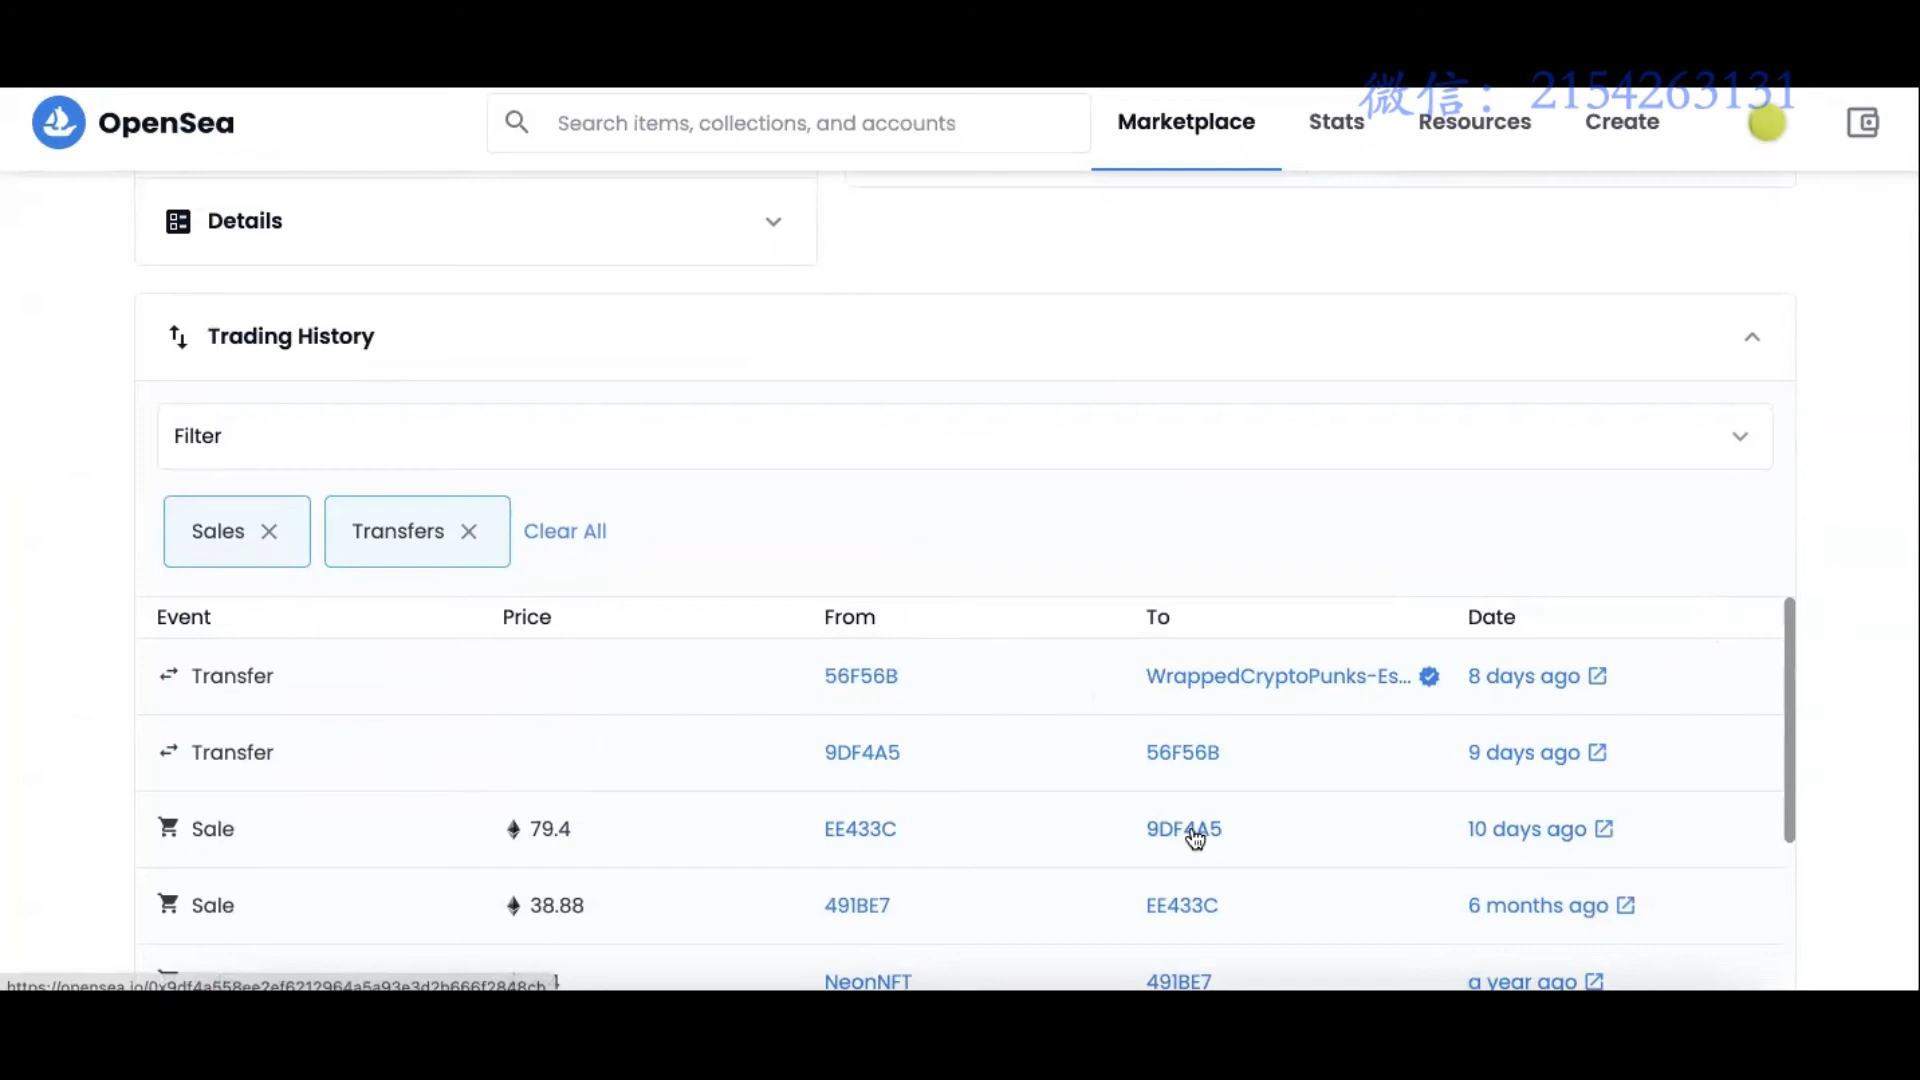 微信：2154263131
OpenSea
Search items, collections, and accounts
Marketplace
Stats
Resources
Create
Details
Trading History
Filter
Sales
Transfers
Clear All
Event Price From To Date
Transfer 56F56B WrappedCryptoPunks-Es... 8 days ago
Transfer 9DF4A5 56F56B 9 days ago
Sale 79.4 EE433C 9DF4A5 10 days ago
Sale 38.88 491BE7 EE433C 6 months ago
NeonNFT 491BE7 a year ago